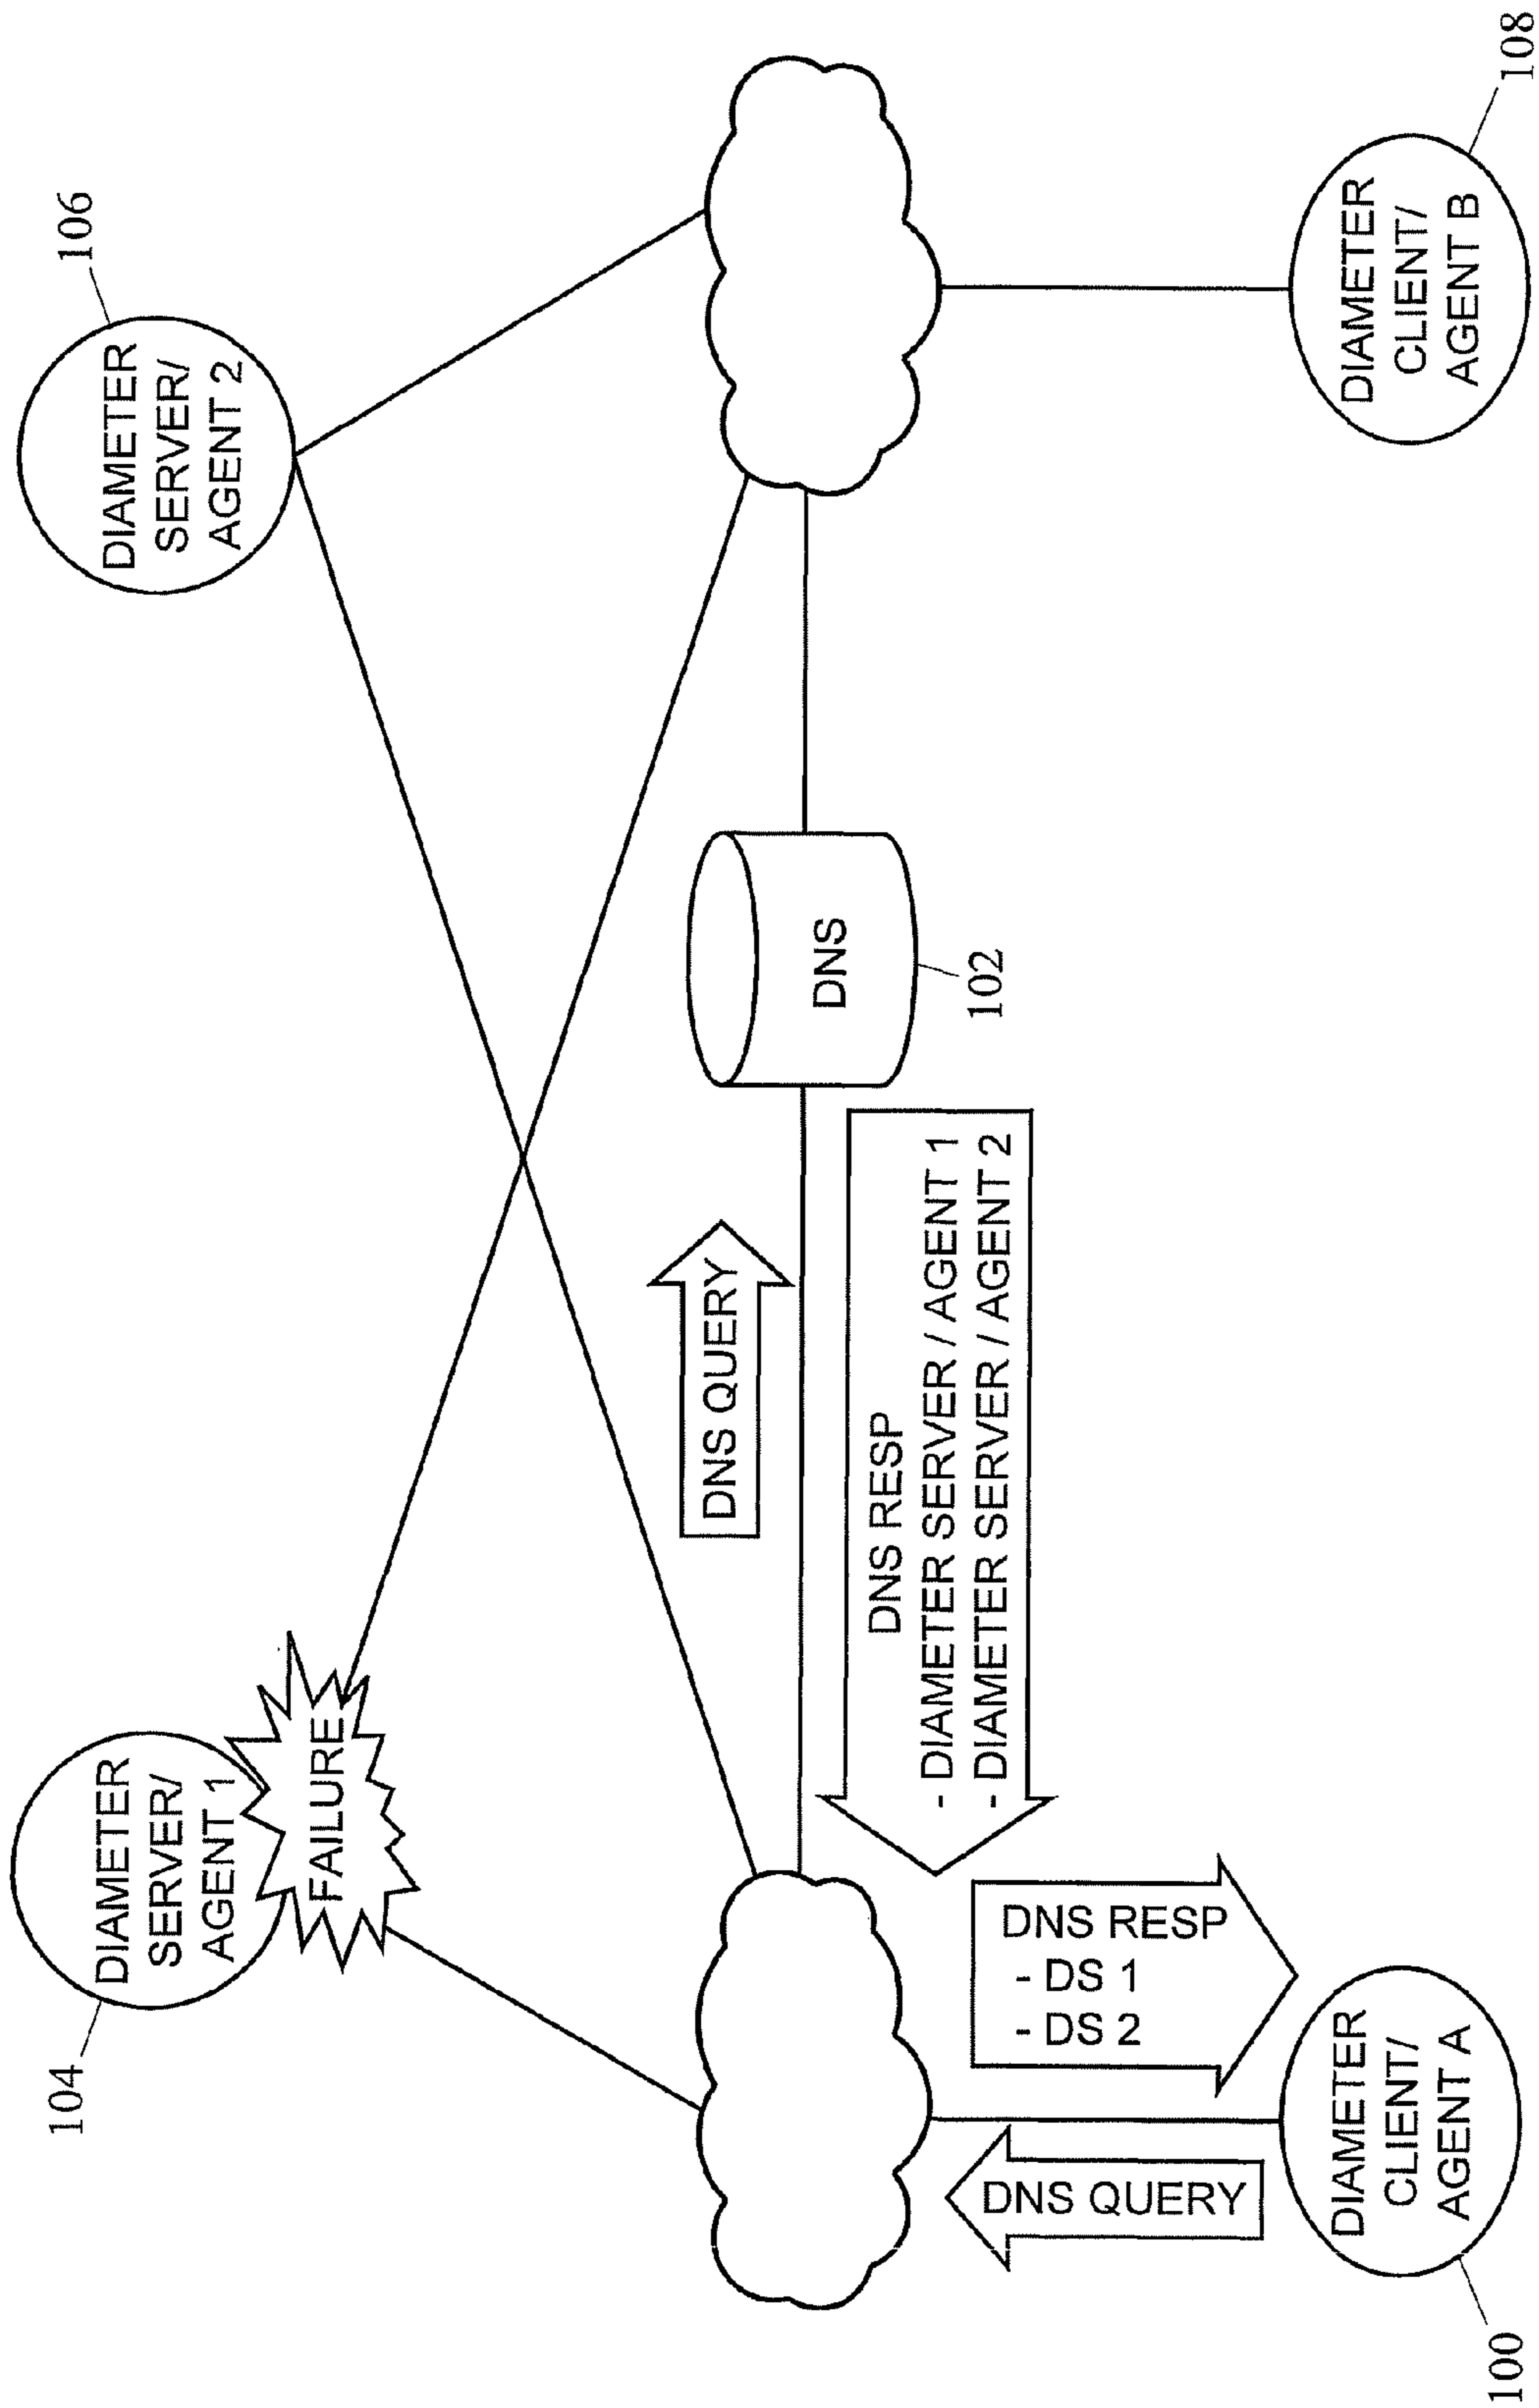 104
DIAMETER
SERVER/
AGENT 1
FAILURE
106
DIAMETER
SERVER/
AGENT 2
DNS QUERY
DNS
102
DNS RESP
- DIAMETER SERVER / AGENT 1
- DIAMETER SERVER / AGENT 2
DNS QUERY
DNS RESP
- DS 1
- DS 2
DIAMETER
CLIENT/
AGENT A
100
DIAMETER
CLIENT/
AGENT B
108